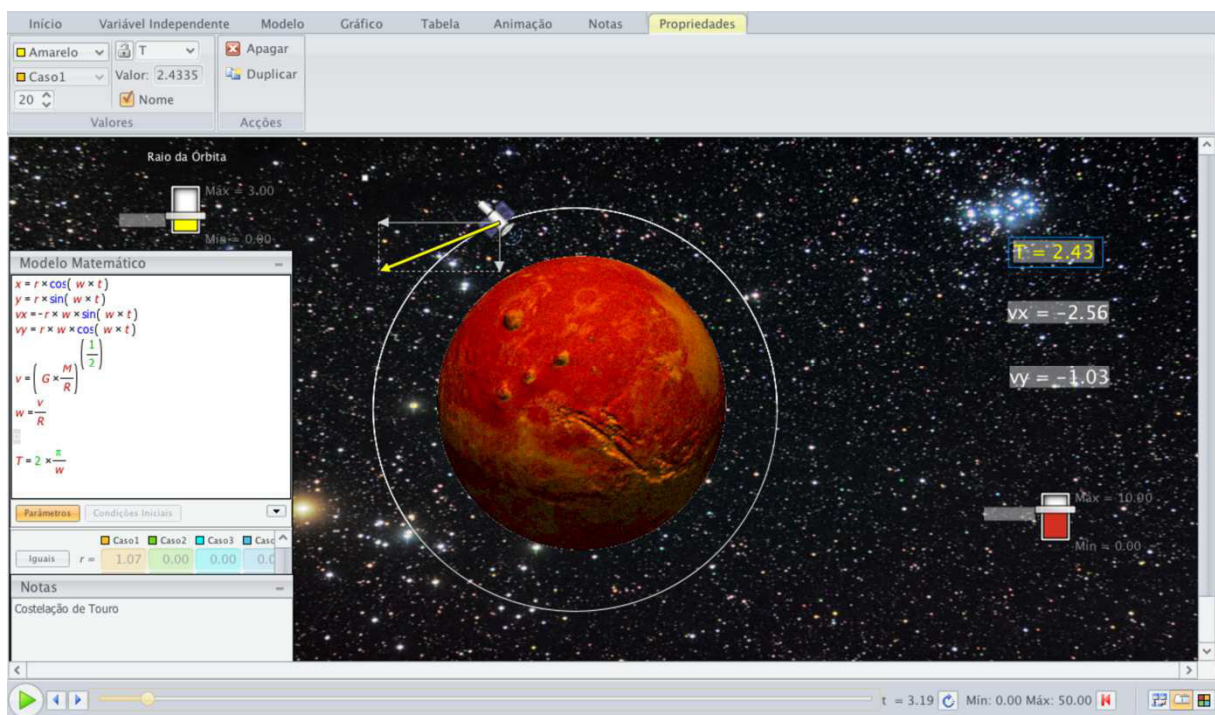 Início Variável Independente Modelo Gráfico Tabela Animação Notas Propriedades
Amarelo T Apagar
Caso1 Valor: 2.4335 Duplicar
20 Nome
Valores Acções
Raio da Órbita
Máx = 3.00
Min = 0.00
T = 2.43
vx = -2.56
vy = -1.03
Máx = 10.00
Min = 0.00
Modelo Matemático
x = r × cos( w × t )
y = r × sin( w × t )
vx = - r × w × sin( w × t )
vy = r × w × cos( w × t )
v = ( G × M/R )^(1/2)
w = v/R
T = 2 × π/w
Parâmetros Condições Iniciais
Caso1 Caso2 Caso3 Caso
Iguais r = 1.07 0.00 0.00 0.0
Notas
Costelação de Touro
t = 3.19 Mín: 0.00 Máx: 50.00